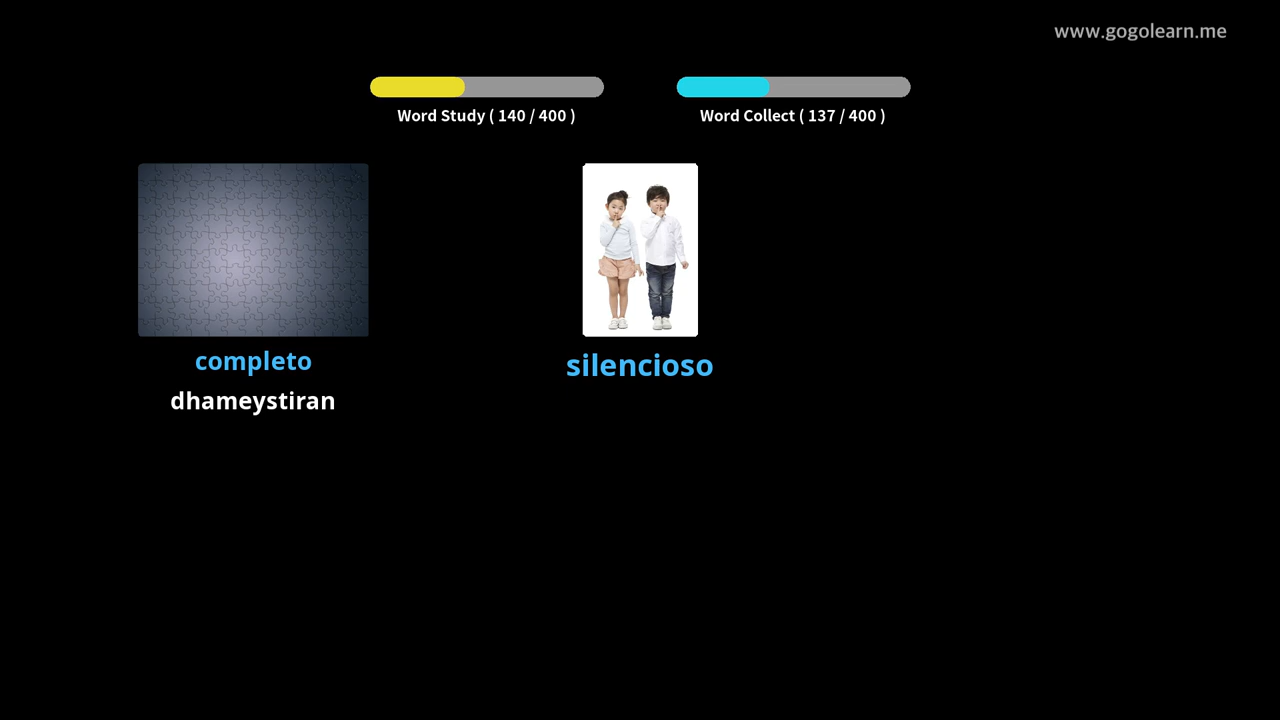 www.gogolearn.me
Word Study ( 140 / 400 )
Word Collect ( 137 / 400 )
completo
dhameystiran
silencioso